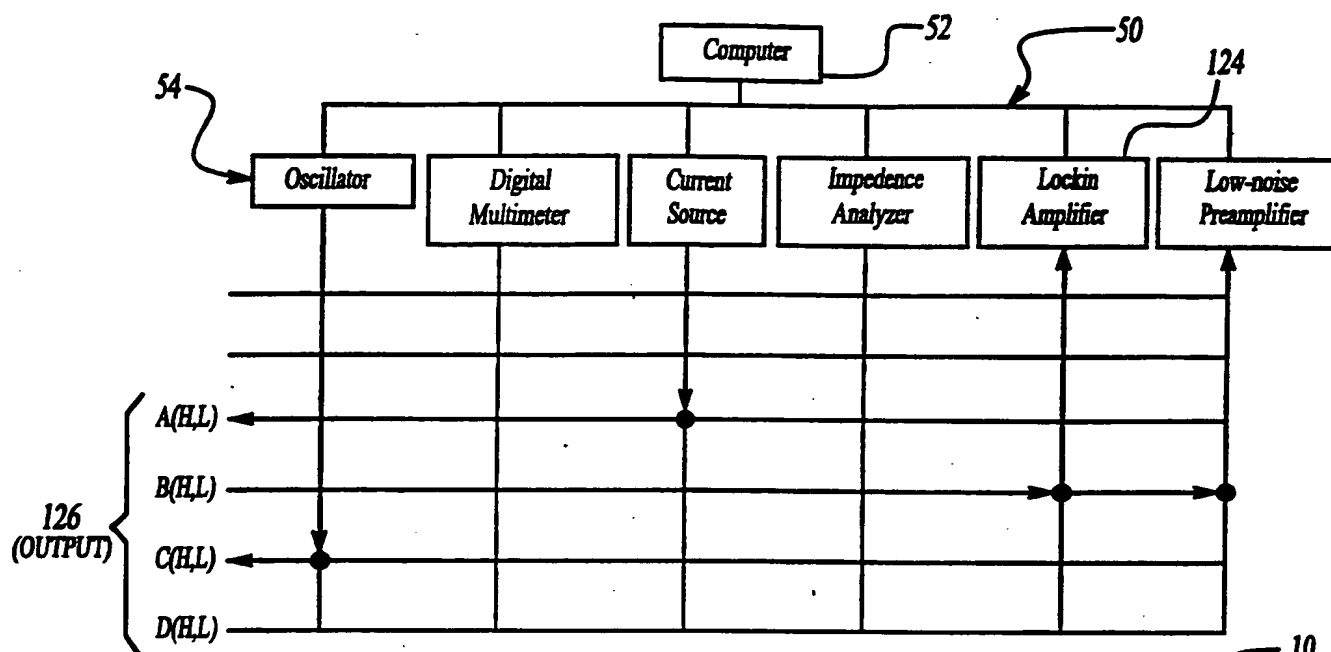 Computer
52
50
124
54
Oscillator
Digital
Multimeter
Current
Source
Impedence
Analyzer
Lockin
Amplifier
Low-noise
Preamplifier
A(H,L)
B(H,L)
126
(OUTPUT)
C(H,L)
D(H,L)
10